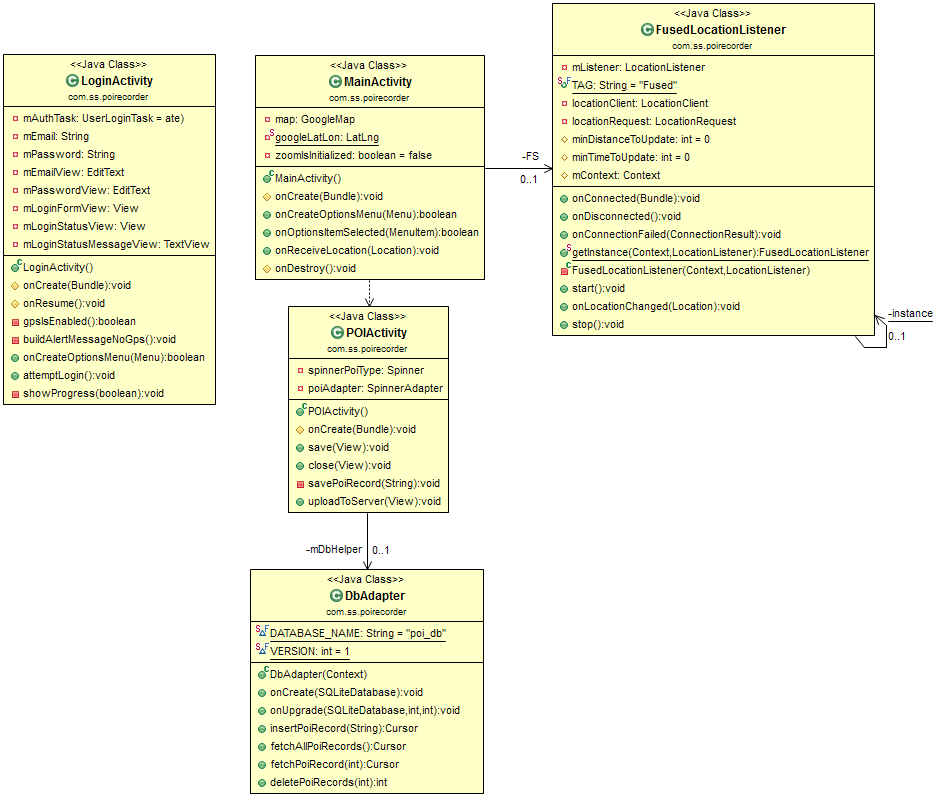 <<Java Class>>
LoginActivity
com.ss.poirecorder
mAuthTask: UserLoginTask = ate)
mEmail: String
mPassword: String
mEmailView: EditText
mPasswordView: EditText
mLoginFormView: View
mLoginStatusView: View
mLoginStatusMessageView: TextView
LoginActivity()
onCreate(Bundle):void
onResume():void
gpsIsEnabled():boolean
buildAlertMessageNoGps():void
onCreateOptionsMenu(Menu):boolean
attemptLogin():void
showProgress(boolean):void
<<Java Class>>
MainActivity
com.ss.poirecorder
map: GoogleMap
googleLatLon: LatLng
zoomIsInitialized: boolean = false
MainActivity()
onCreate(Bundle):void
onCreateOptionsMenu(Menu):boolean
onOptionsItemSelected(MenuItem):boolean
onReceiveLocation(Location):void
onDestroy():void
-FS
0..1
<<Java Class>>
FusedLocationListener
com.ss.poirecorder
mListener: LocationListener
TAG: String = "Fused"
locationClient: LocationClient
locationRequest: LocationRequest
minDistanceToUpdate: int = 0
minTimeToUpdate: int = 0
mContext: Context
onConnected(Bundle):void
onDisconnected():void
onConnectionFailed(ConnectionResult):void
getInstance(Context,LocationListener):FusedLocationListener
FusedLocationListener(Context,LocationListener)
start():void
onLocationChanged(Location):void
stop():void
-instance
0..1
<<Java Class>>
POIActivity
com.ss.poirecorder
spinnerPoiType: Spinner
poiAdapter: SpinnerAdapter
POIActivity()
onCreate(Bundle):void
save(View):void
close(View):void
savePoiRecord(String):void
uploadToServer(View):void
-mDbHelper
0..1
<<Java Class>>
DbAdapter
com.ss.poirecorder
DATABASE_NAME: String = "poi_db"
VERSION: int = 1
DbAdapter(Context)
onCreate(SQLiteDatabase):void
onUpgrade(SQLiteDatabase,int,int):void
insertPoiRecord(String):Cursor
fetchAllPoiRecords():Cursor
fetchPoiRecord(int):Cursor
deletePoiRecords(int):int